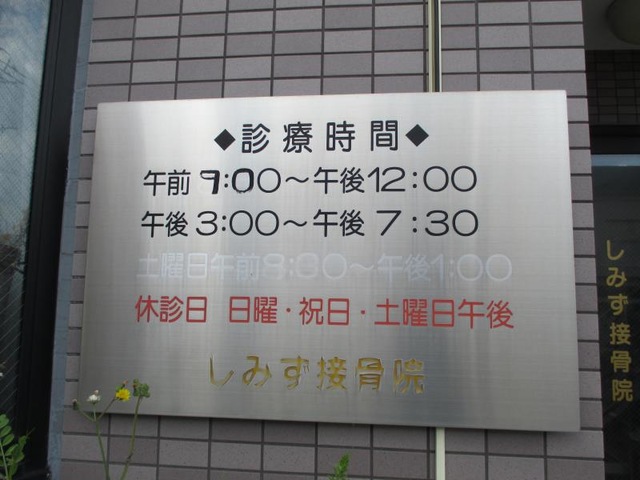 ◆診療時間◆
午前 9:00～午後12:00
午後 3:00～午後 7:30
土曜日午前8:30～午後1:00
休診日 日曜・祝日・土曜日午後
しみず接骨院
しみず接骨院